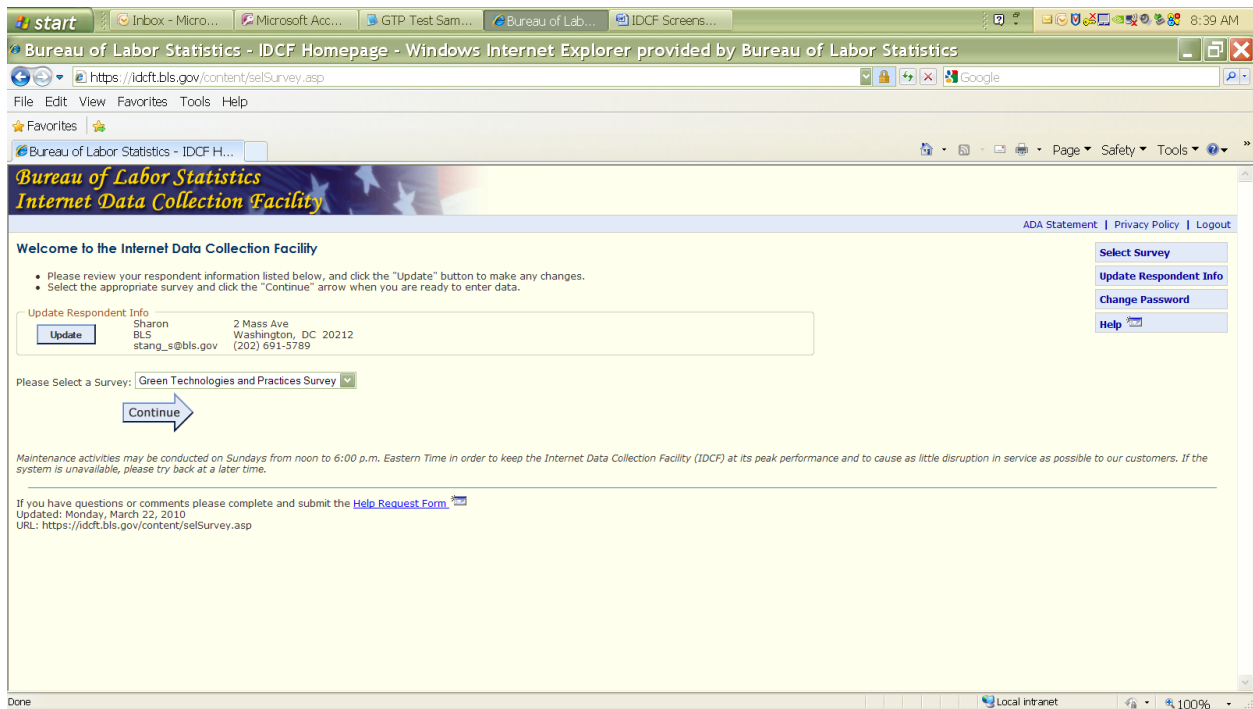 start Inbox - Micro... Microsoft Acc... GTP Test Sam... Bureau of Lab... IDCF Screens... 8:39 AM
Bureau of Labor Statistics - IDCF Homepage - Windows Internet Explorer provided by Bureau of Labor Statistics
https://idcft.bls.gov/content/selSurvey.asp Google
File Edit View Favorites Tools Help
Favorites
Bureau of Labor Statistics - IDCF H... Page Safety Tools »
Bureau of Labor Statistics
Internet Data Collection Facility
ADA Statement | Privacy Policy | Logout
Welcome to the Internet Data Collection Facility
• Please review your respondent information listed below, and click the "Update" button to make any changes.
• Select the appropriate survey and click the "Continue" arrow when you are ready to enter data.
Select Survey
Update Respondent Info
Change Password
Help
Update Respondent Info
Update
Sharon 2 Mass Ave
BLS Washington, DC 20212
stang_s@bls.gov (202) 691-5789
Please Select a Survey: Green Technologies and Practices Survey
Continue
Maintenance activities may be conducted on Sundays from noon to 6:00 p.m. Eastern Time in order to keep the Internet Data Collection Facility (IDCF) at its peak performance and to cause as little disruption in service as possible to our customers. If the
system is unavailable, please try back at a later time.
If you have questions or comments please complete and submit the Help Request Form
Updated: Monday, March 22, 2010
URL: https://idcft.bls.gov/content/selSurvey.asp
Done Local intranet 100%